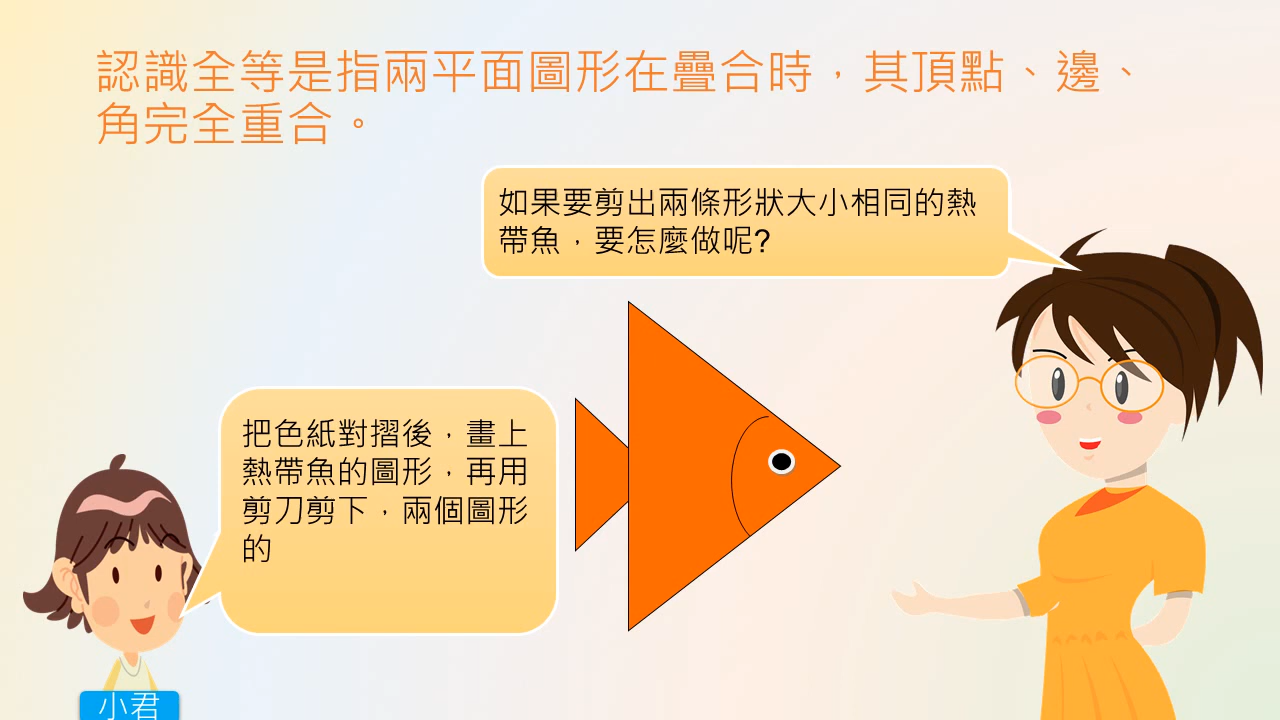 認識全等是指兩平面圖形在疊合時，其頂點、邊、
角完全重合。
如果要剪出兩條形狀大小相同的熱
帶魚，要怎麼做呢?
把色紙對摺後，畫上
熱帶魚的圖形，再用
剪刀剪下，兩個圖形
的
小君